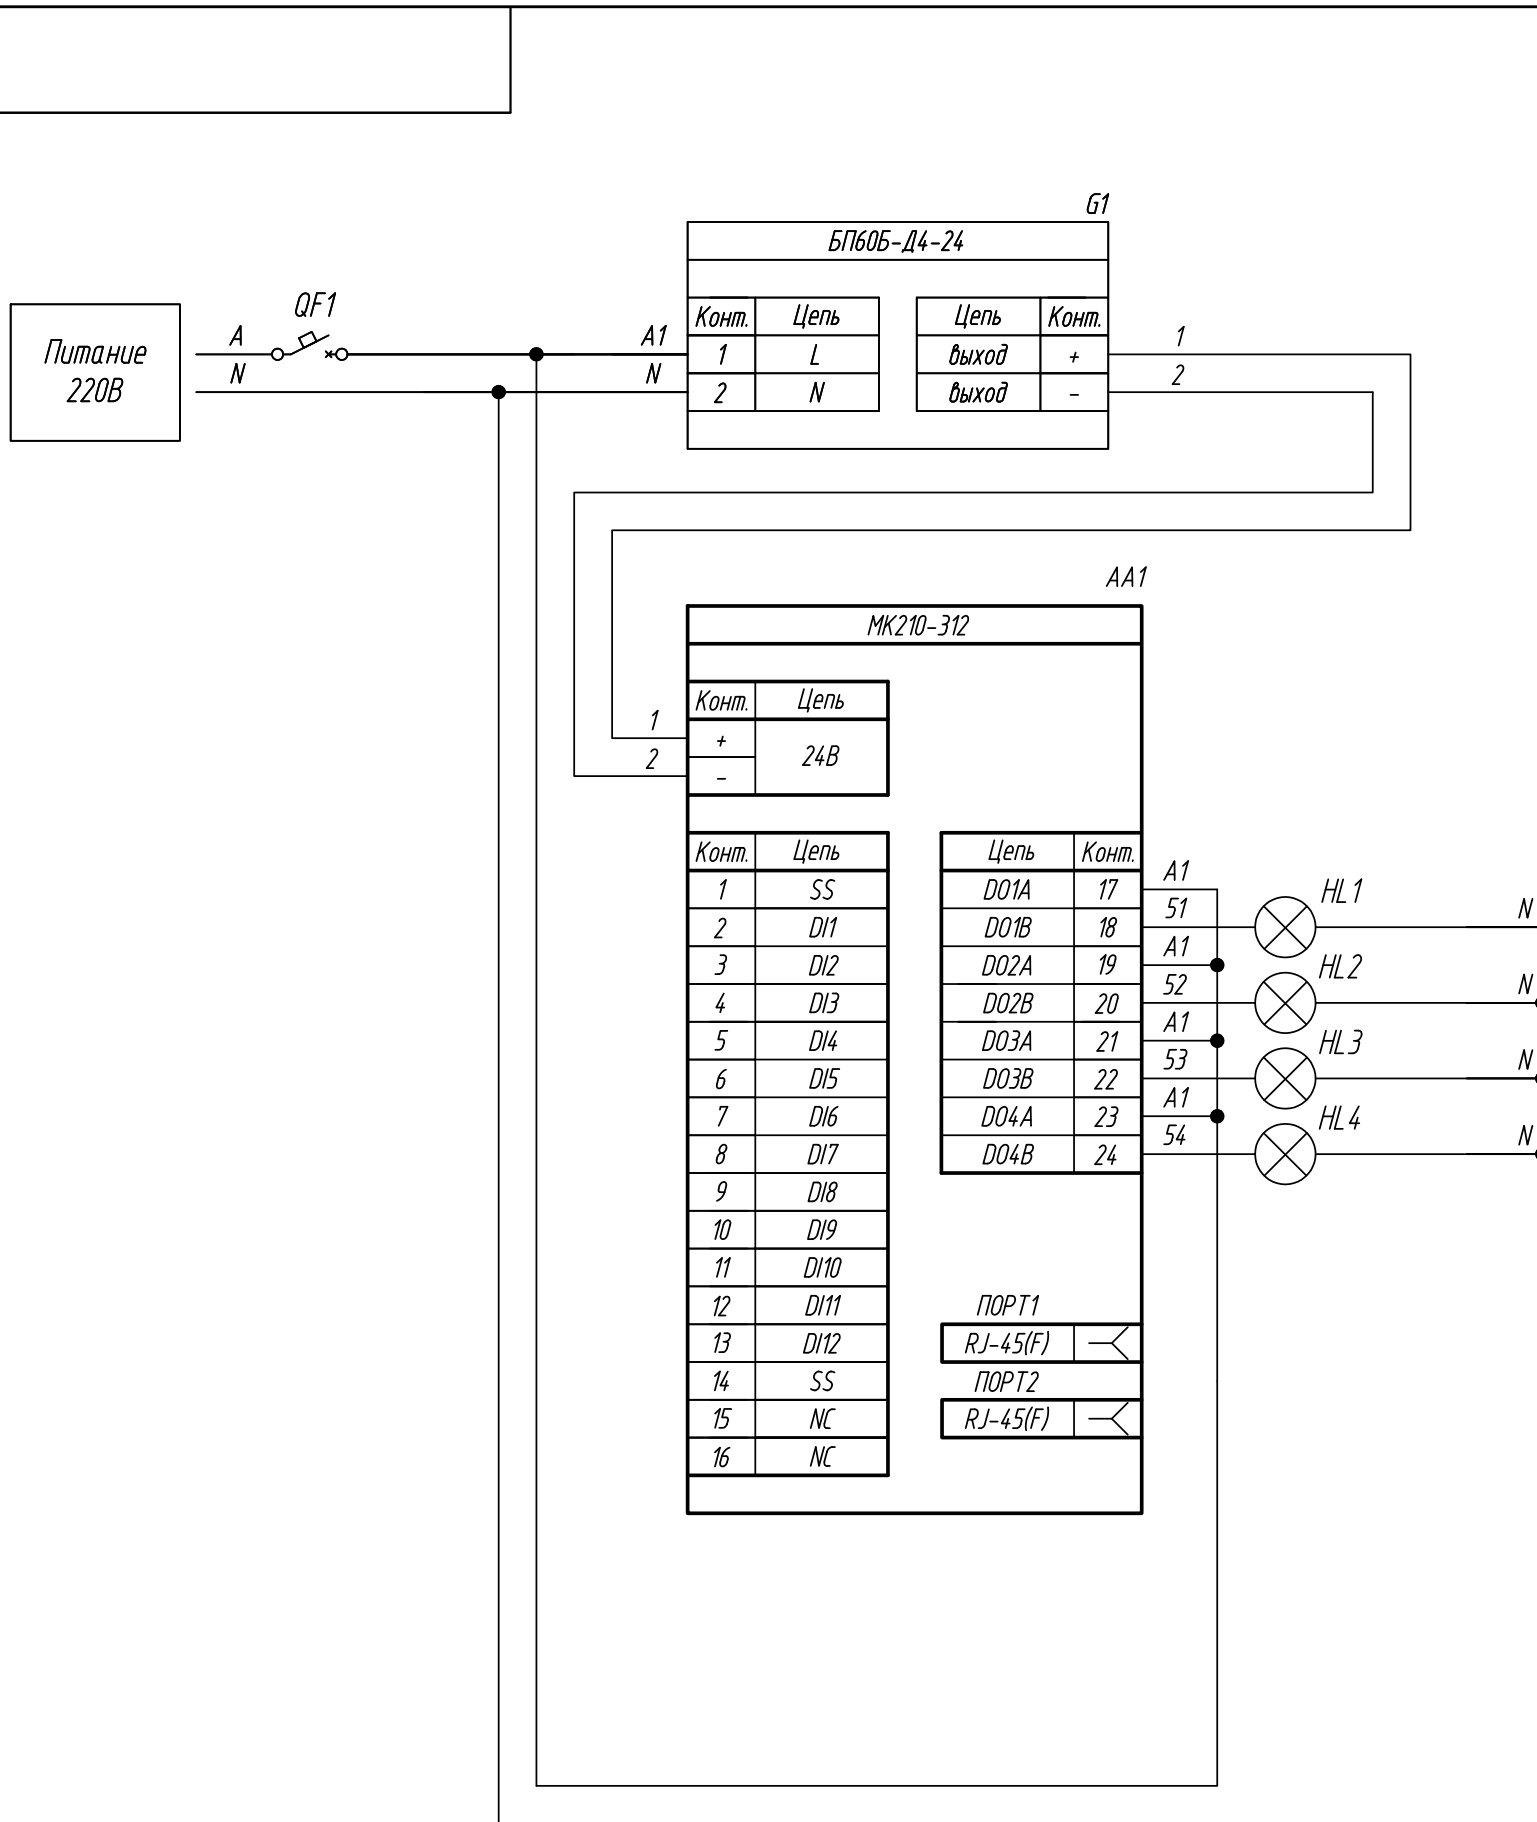 G1
БП60Б-Д4-24
QF1
Питание
220В
A
N
A1
N
Конт. Цепь
1 L
2 N
Цепь Конт.
выход +
выход -
1
2
AA1
МК210-312
Конт. Цепь
1
2
+
-
24В
Конт. Цепь
1 SS
2 DI1
3 DI2
4 DI3
5 DI4
6 DI5
7 DI6
8 DI7
9 DI8
10 DI9
11 DI10
12 DI11
13 DI12
14 SS
15 NC
16 NC
Цепь Конт.
DO1A 17
DO1B 18
DO2A 19
DO2B 20
DO3A 21
DO3B 22
DO4A 23
DO4B 24
A1
51
A1
52
A1
53
A1
54
HL1
HL2
HL3
HL4
N
N
N
N
ПОРТ1
RJ-45(F)
ПОРТ2
RJ-45(F)